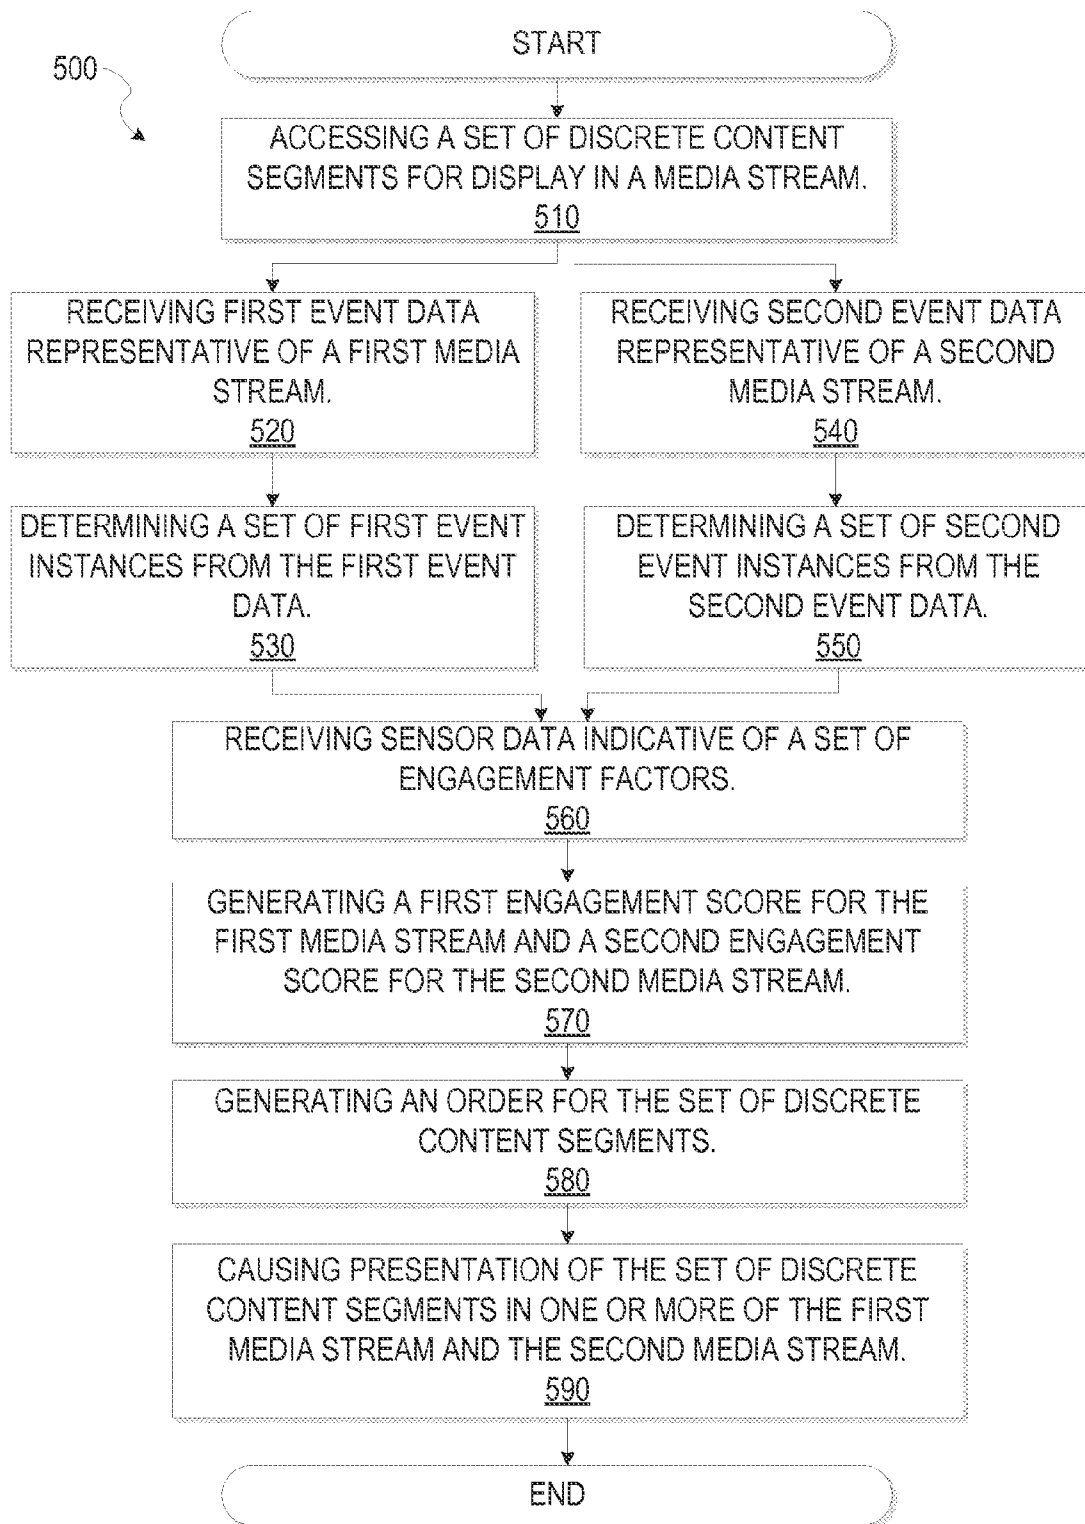 START
500
ACCESSING A SET OF DISCRETE CONTENT
SEGMENTS FOR DISPLAY IN A MEDIA STREAM.
510
RECEIVING FIRST EVENT DATA
REPRESENTATIVE OF A FIRST MEDIA
STREAM.
520
RECEIVING SECOND EVENT DATA
REPRESENTATIVE OF A SECOND
MEDIA STREAM.
540
DETERMINING A SET OF FIRST EVENT
INSTANCES FROM THE FIRST EVENT
DATA.
530
DETERMINING A SET OF SECOND
EVENT INSTANCES FROM THE
SECOND EVENT DATA.
550
RECEIVING SENSOR DATA INDICATIVE OF A SET OF
ENGAGEMENT FACTORS.
560
GENERATING A FIRST ENGAGEMENT SCORE FOR THE
FIRST MEDIA STREAM AND A SECOND ENGAGEMENT
SCORE FOR THE SECOND MEDIA STREAM.
570
GENERATING AN ORDER FOR THE SET OF DISCRETE
CONTENT SEGMENTS.
580
CAUSING PRESENTATION OF THE SET OF DISCRETE
CONTENT SEGMENTS IN ONE OR MORE OF THE FIRST
MEDIA STREAM AND THE SECOND MEDIA STREAM.
590
END